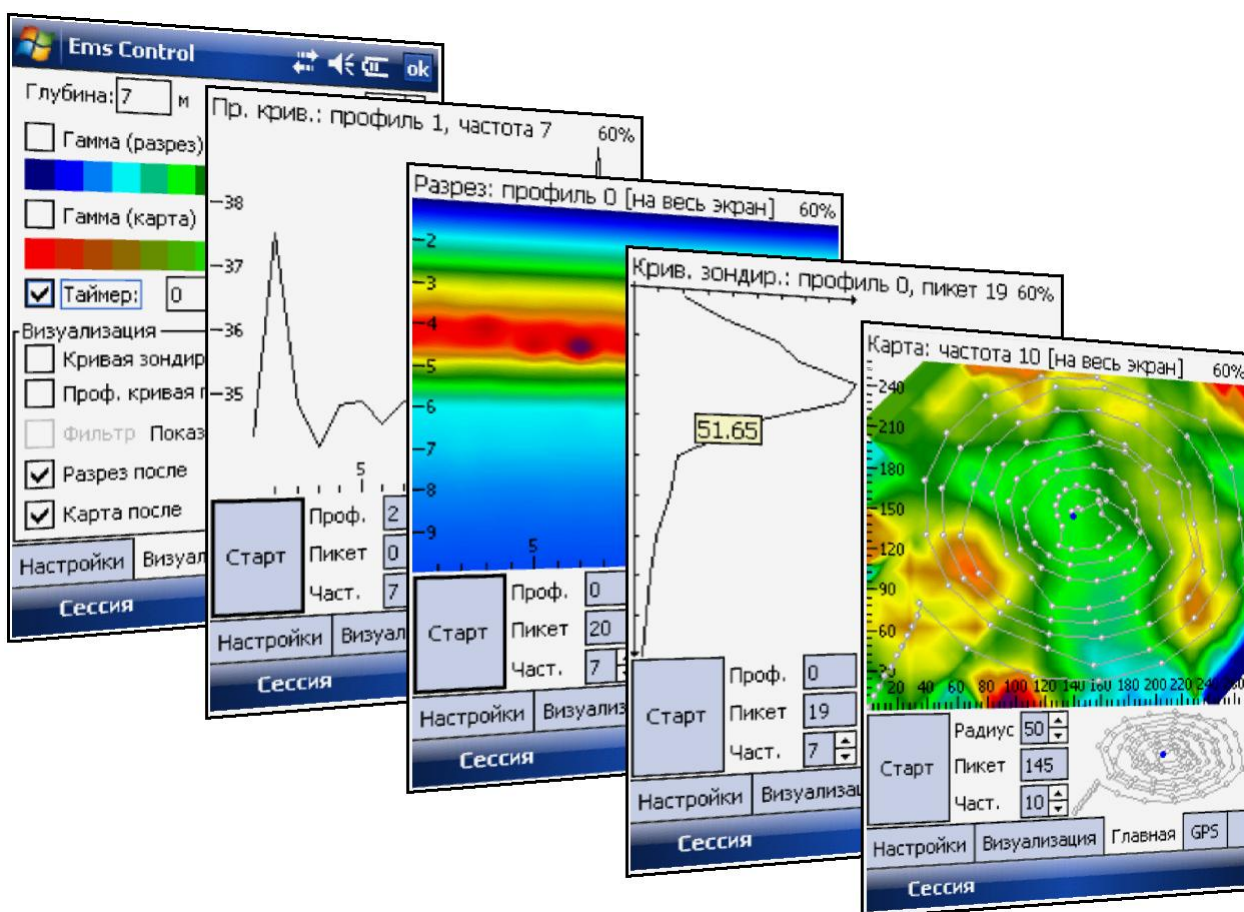 Ems Control
ok
Глубина: 7 м
Гамма (разрез)
Гамма (карта)
Таймер: 0
Визуализация
Кривая зондир
Проф. кривая
Фильтр Показ
Разрез после
Карта после
Настройки Визуал
Сессия
Пр. крив.: профиль 1, частота 7 60%
38
37
36
35
5
Старт
Проф. 2
Пикет 0
Част. 7
Настройки Визуал
Сессия
Разрез: профиль 0 [на весь экран] 60%
2
3
4
5
6
7
8
9
5
Старт
Проф. 0
Пикет 20
Част. 7
Настройки Визуализ
Сессия
Крив. зондир.: профиль 0, пикет 19 60%
51.65
Старт
Проф. 0
Пикет 19
Част. 7
Настройки Визуализац
Сессия
Карта: частота 10 [на весь экран] 60%
240
210
180
150
120
90
60
30
20 40 60 80 100 120 140 160 180 200 220 240 260
Старт
Радиус 50
Пикет 145
Част. 10
Настройки Визуализация Главная GPS
Сессия